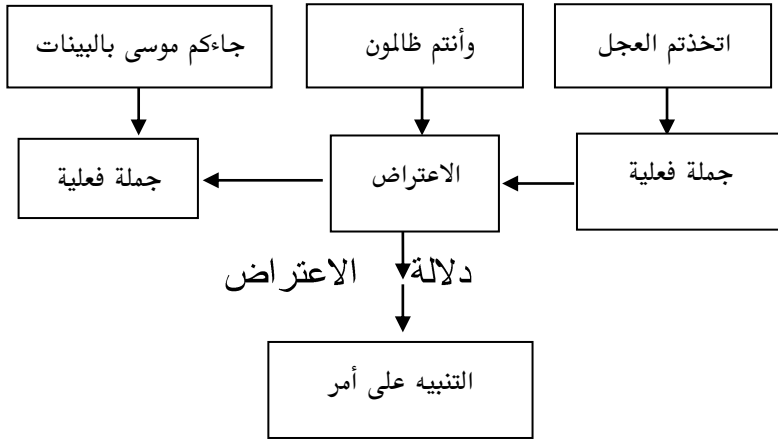 اتخذتم العجل
وأنتم ظالمون
جاءكم موسى بالبينات
جملة فعلية
الاعتراض
جملة فعلية
دلالة الاعتراض
التنبيه على أمر